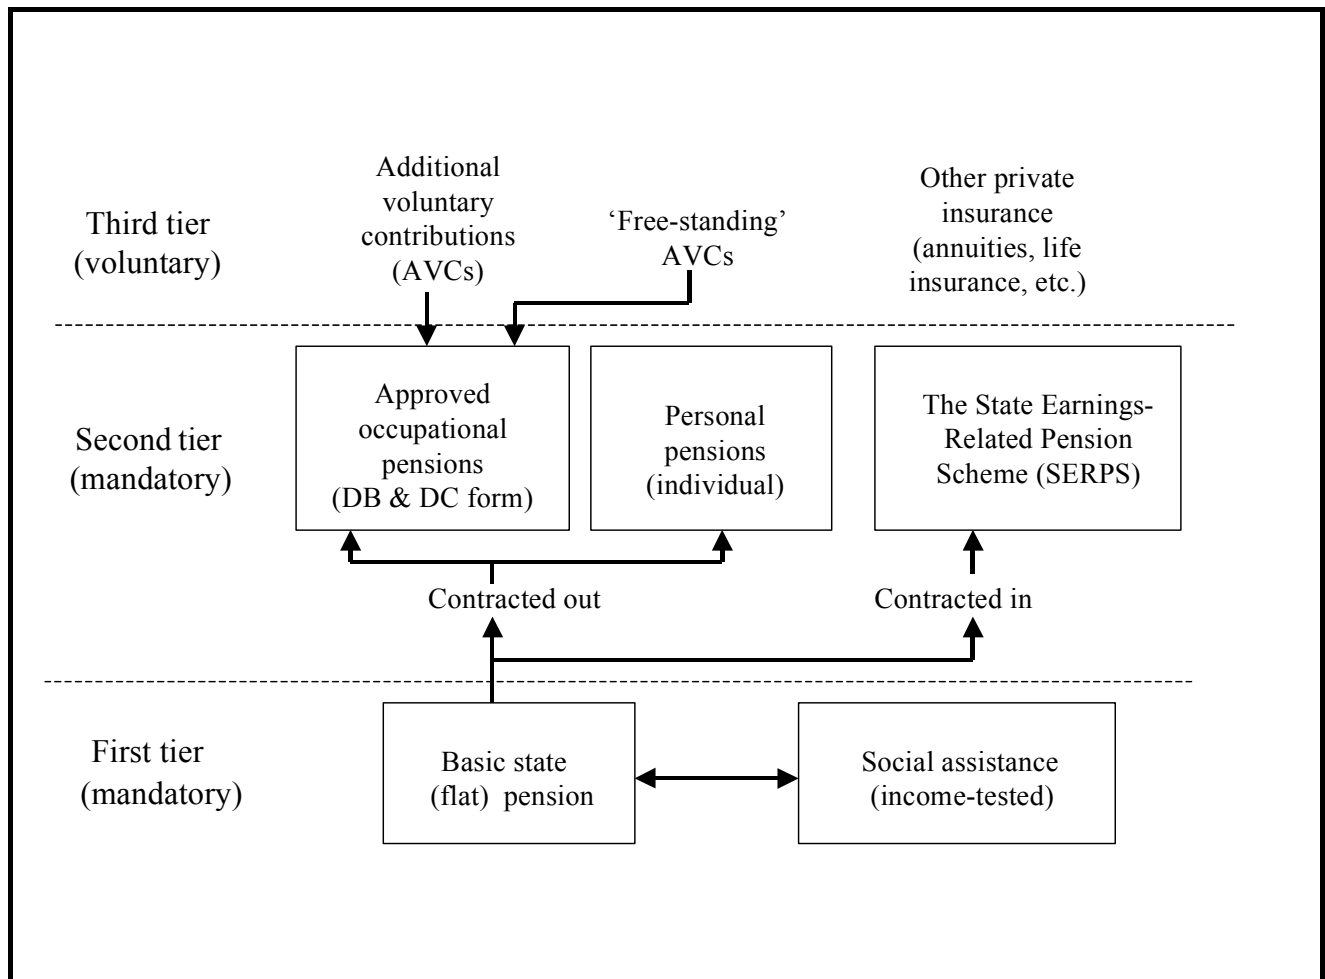 Third tier
(voluntary)
Additional
voluntary
contributions
(AVCs)
‘Free-standing’
AVCs
Other private
insurance
(annuities, life
insurance, etc.)
Second tier
(mandatory)
Approved
occupational
pensions
(DB & DC form)
Personal
pensions
(individual)
The State Earnings-
Related Pension
Scheme (SERPS)
Contracted out
Contracted in
First tier
(mandatory)
Basic state
(flat) pension
Social assistance
(income-tested)